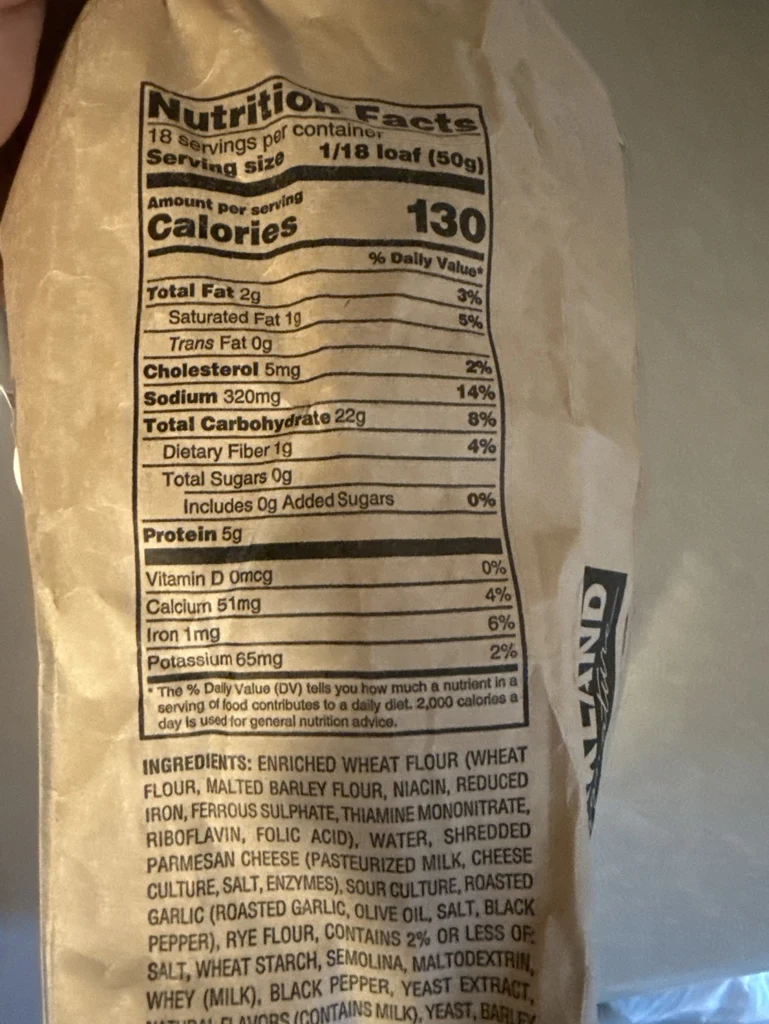 Nutrition Facts
18 servings per container
Serving size 1/18 loaf (50g)
Amount per serving
Calories 130
% Daily Value*
Total Fat 2g 3%
Saturated Fat 1g 5%
Trans Fat 0g
Cholesterol 5mg 2%
Sodium 320mg 14%
Total Carbohydrate 22g 8%
Dietary Fiber 1g 4%
Total Sugars 0g
Includes 0g Added Sugars 0%
Protein 5g
Vitamin D 0mcg 0%
Calcium 51mg 4%
Iron 1mg 6%
Potassium 65mg 2%
* The % Daily Value (DV) tells you how much a nutrient in a
serving of food contributes to a daily diet. 2,000 calories a
day is used for general nutrition advice.
INGREDIENTS: ENRICHED WHEAT FLOUR (WHEAT
FLOUR, MALTED BARLEY FLOUR, NIACIN, REDUCED
IRON, FERROUS SULPHATE, THIAMINE MONONITRATE,
RIBOFLAVIN, FOLIC ACID), WATER, SHREDDED
PARMESAN CHEESE (PASTEURIZED MILK, CHEESE
CULTURE, SALT, ENZYMES), SOUR CULTURE, ROASTED
GARLIC (ROASTED GARLIC, OLIVE OIL, SALT, BLACK
PEPPER), RYE FLOUR, CONTAINS 2% OR LESS OF:
SALT, WHEAT STARCH, SEMOLINA, MALTODEXTRIN,
WHEY (MILK), BLACK PEPPER, YEAST EXTRACT,
NATURAL FLAVORS (CONTAINS MILK), YEAST, BARLEY